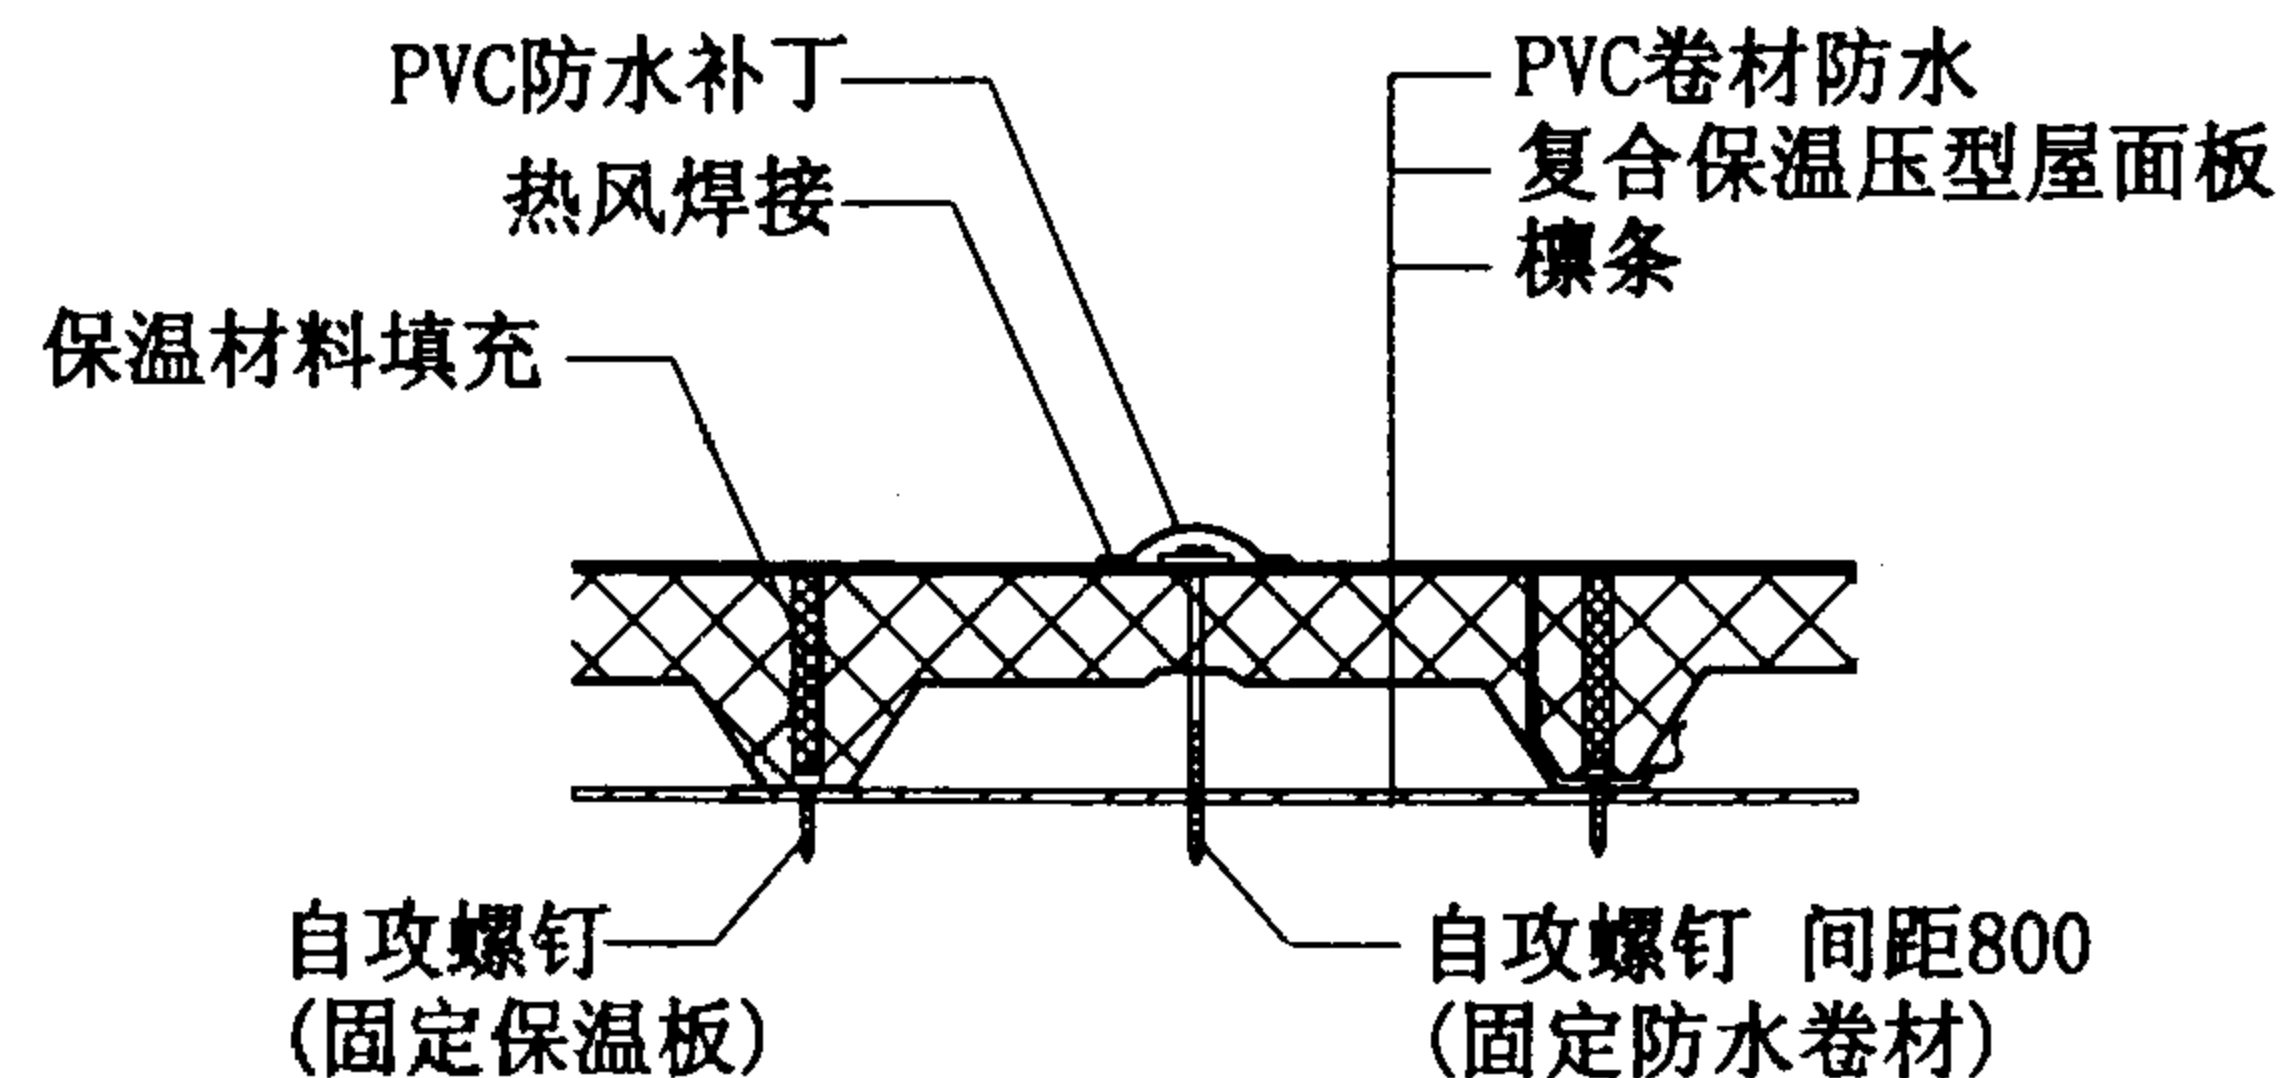 PVC防水补丁
热风焊接
保温材料填充
PVC卷材防水
复合保温压型屋面板
檩条
自攻螺钉
(固定保温板)
自攻螺钉 间距800
(固定防水卷材)